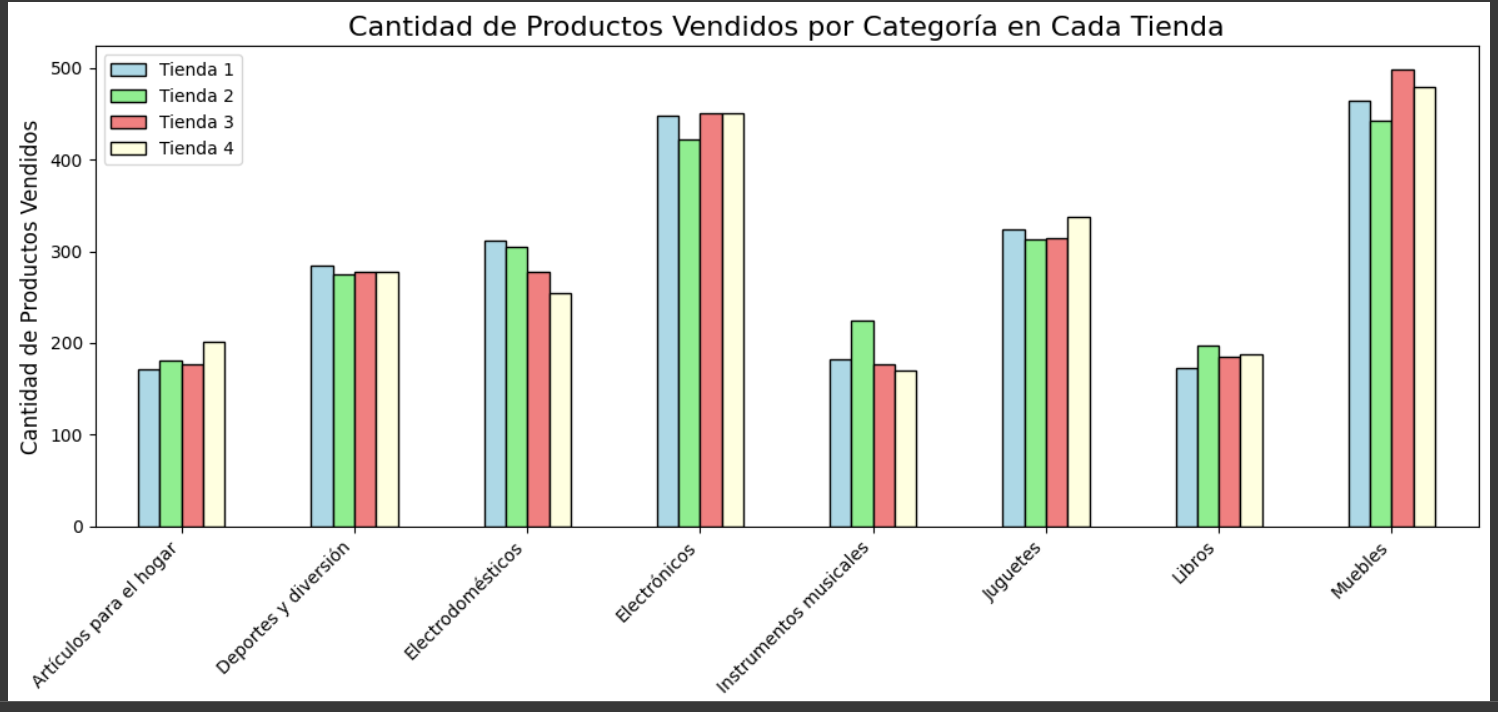 Cantidad de Productos Vendidos por Categoría en Cada Tienda
Cantidad de Productos Vendidos
500
400
300
200
100
0
Tienda 1
Tienda 2
Tienda 3
Tienda 4
Artículos para el hogar
Deportes y diversión
Electrodomésticos
Electrónicos
Instrumentos musicales
Juguetes
Libros
Muebles